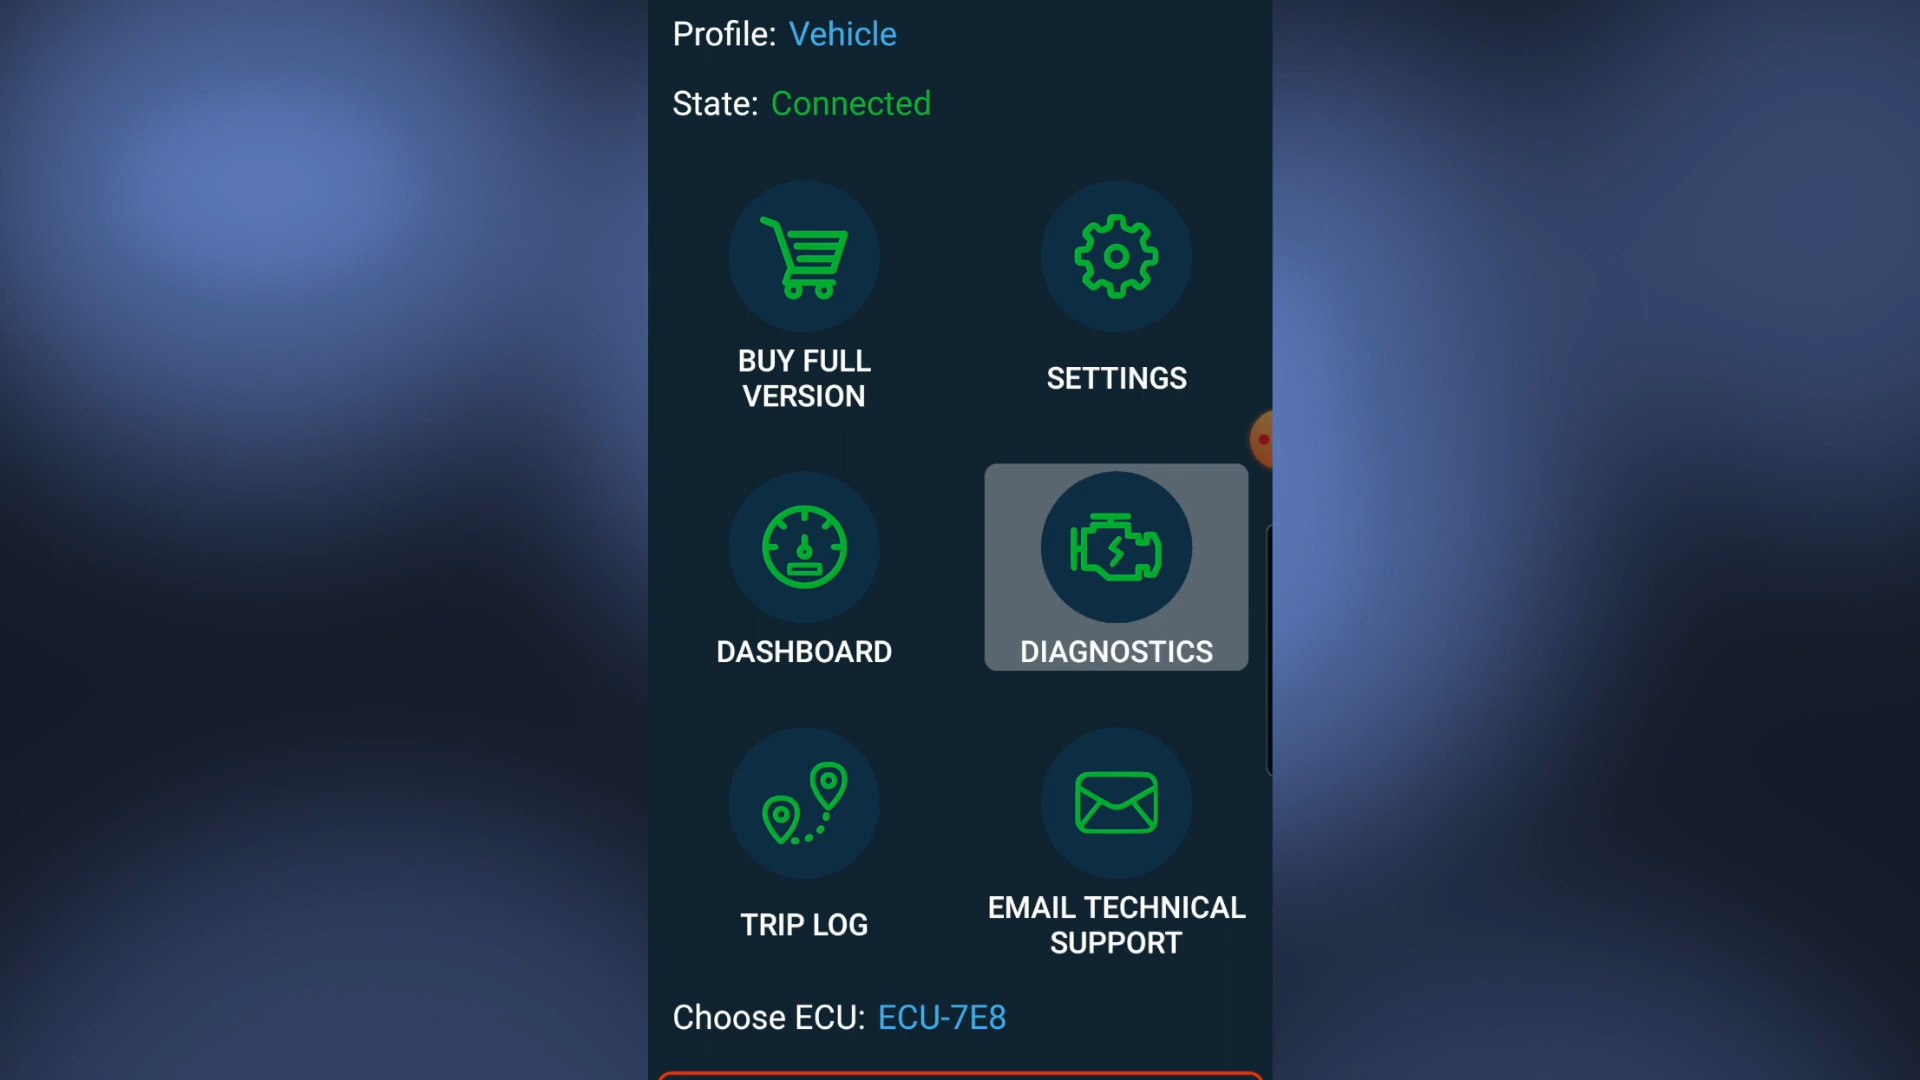 Profile: Vehicle
State: Connected
BUY FULL
VERSION
SETTINGS
DASHBOARD
DIAGNOSTICS
TRIP LOG
EMAIL TECHNICAL
SUPPORT
Choose ECU: ECU-7E8